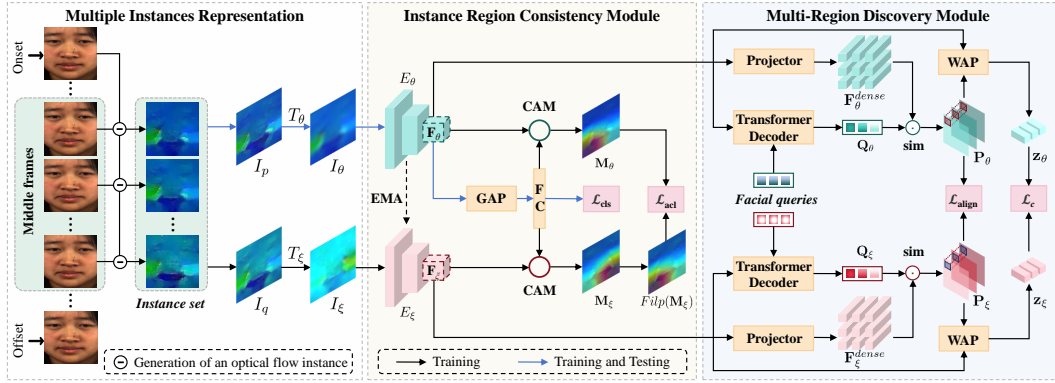 Multiple Instances Representation
Onset
Middle frames
Offset
Instance set
I_p
T_θ
I_θ
I_q
T_ξ
I_ξ
Generation of an optical flow instance
Instance Region Consistency Module
E_θ
F_θ
CAM
M_θ
EMA
GAP
FC
L_cls
L_acl
F_ξ
E_ξ
CAM
M_ξ
Filp(M_ξ)
Training
Training and Testing
Multi-Region Discovery Module
Projector
F_θ^dense
WAP
Transformer
Decoder
Q_θ
sim
P_θ
z_θ
Facial queries
L_align
L_c
Transformer
Decoder
Q_ξ
sim
P_ξ
z_ξ
Projector
F_ξ^dense
WAP